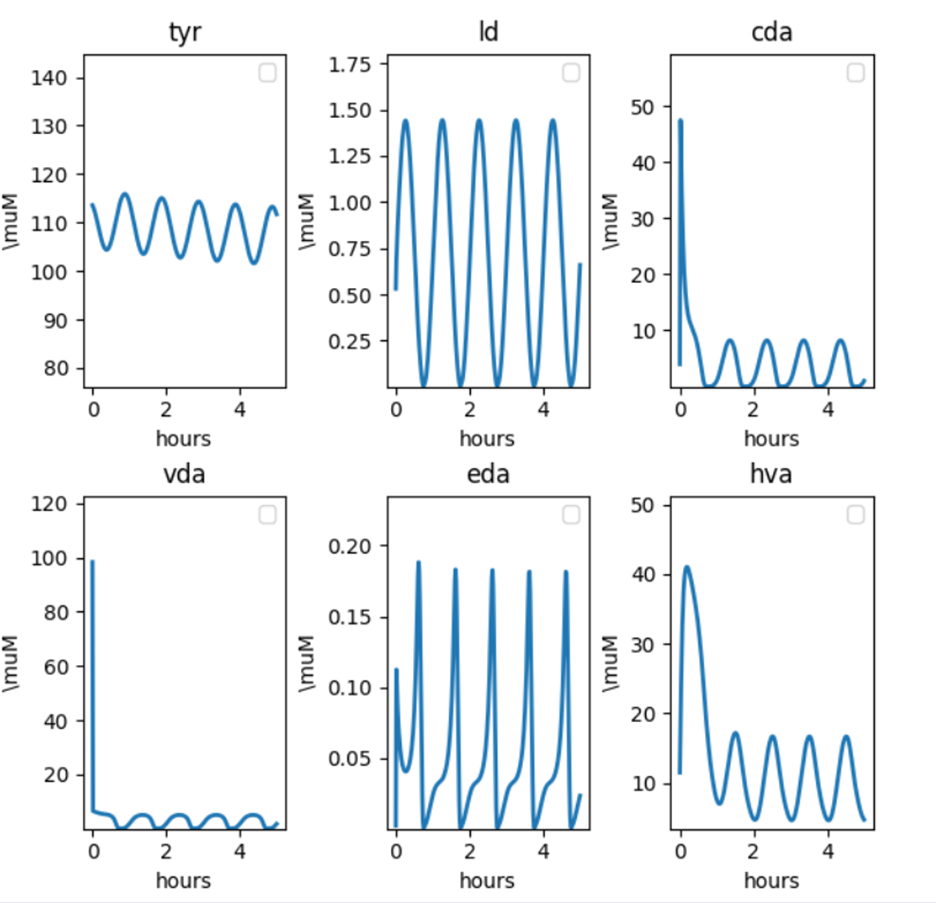 tyr ld cda
140 1.75
130 1.50 50
120 1.25 40
110 1.00 30
100 0.75 20
90 0.50 10
80 0.25
\muM \muM \muM
0 2 4 0 2 4 0 2 4
hours hours hours
vda eda hva
120 50
100 0.20 40
80 0.15 30
60 0.10 20
40 0.05 10
20
\muM \muM \muM
0 2 4 0 2 4 0 2 4
hours hours hours